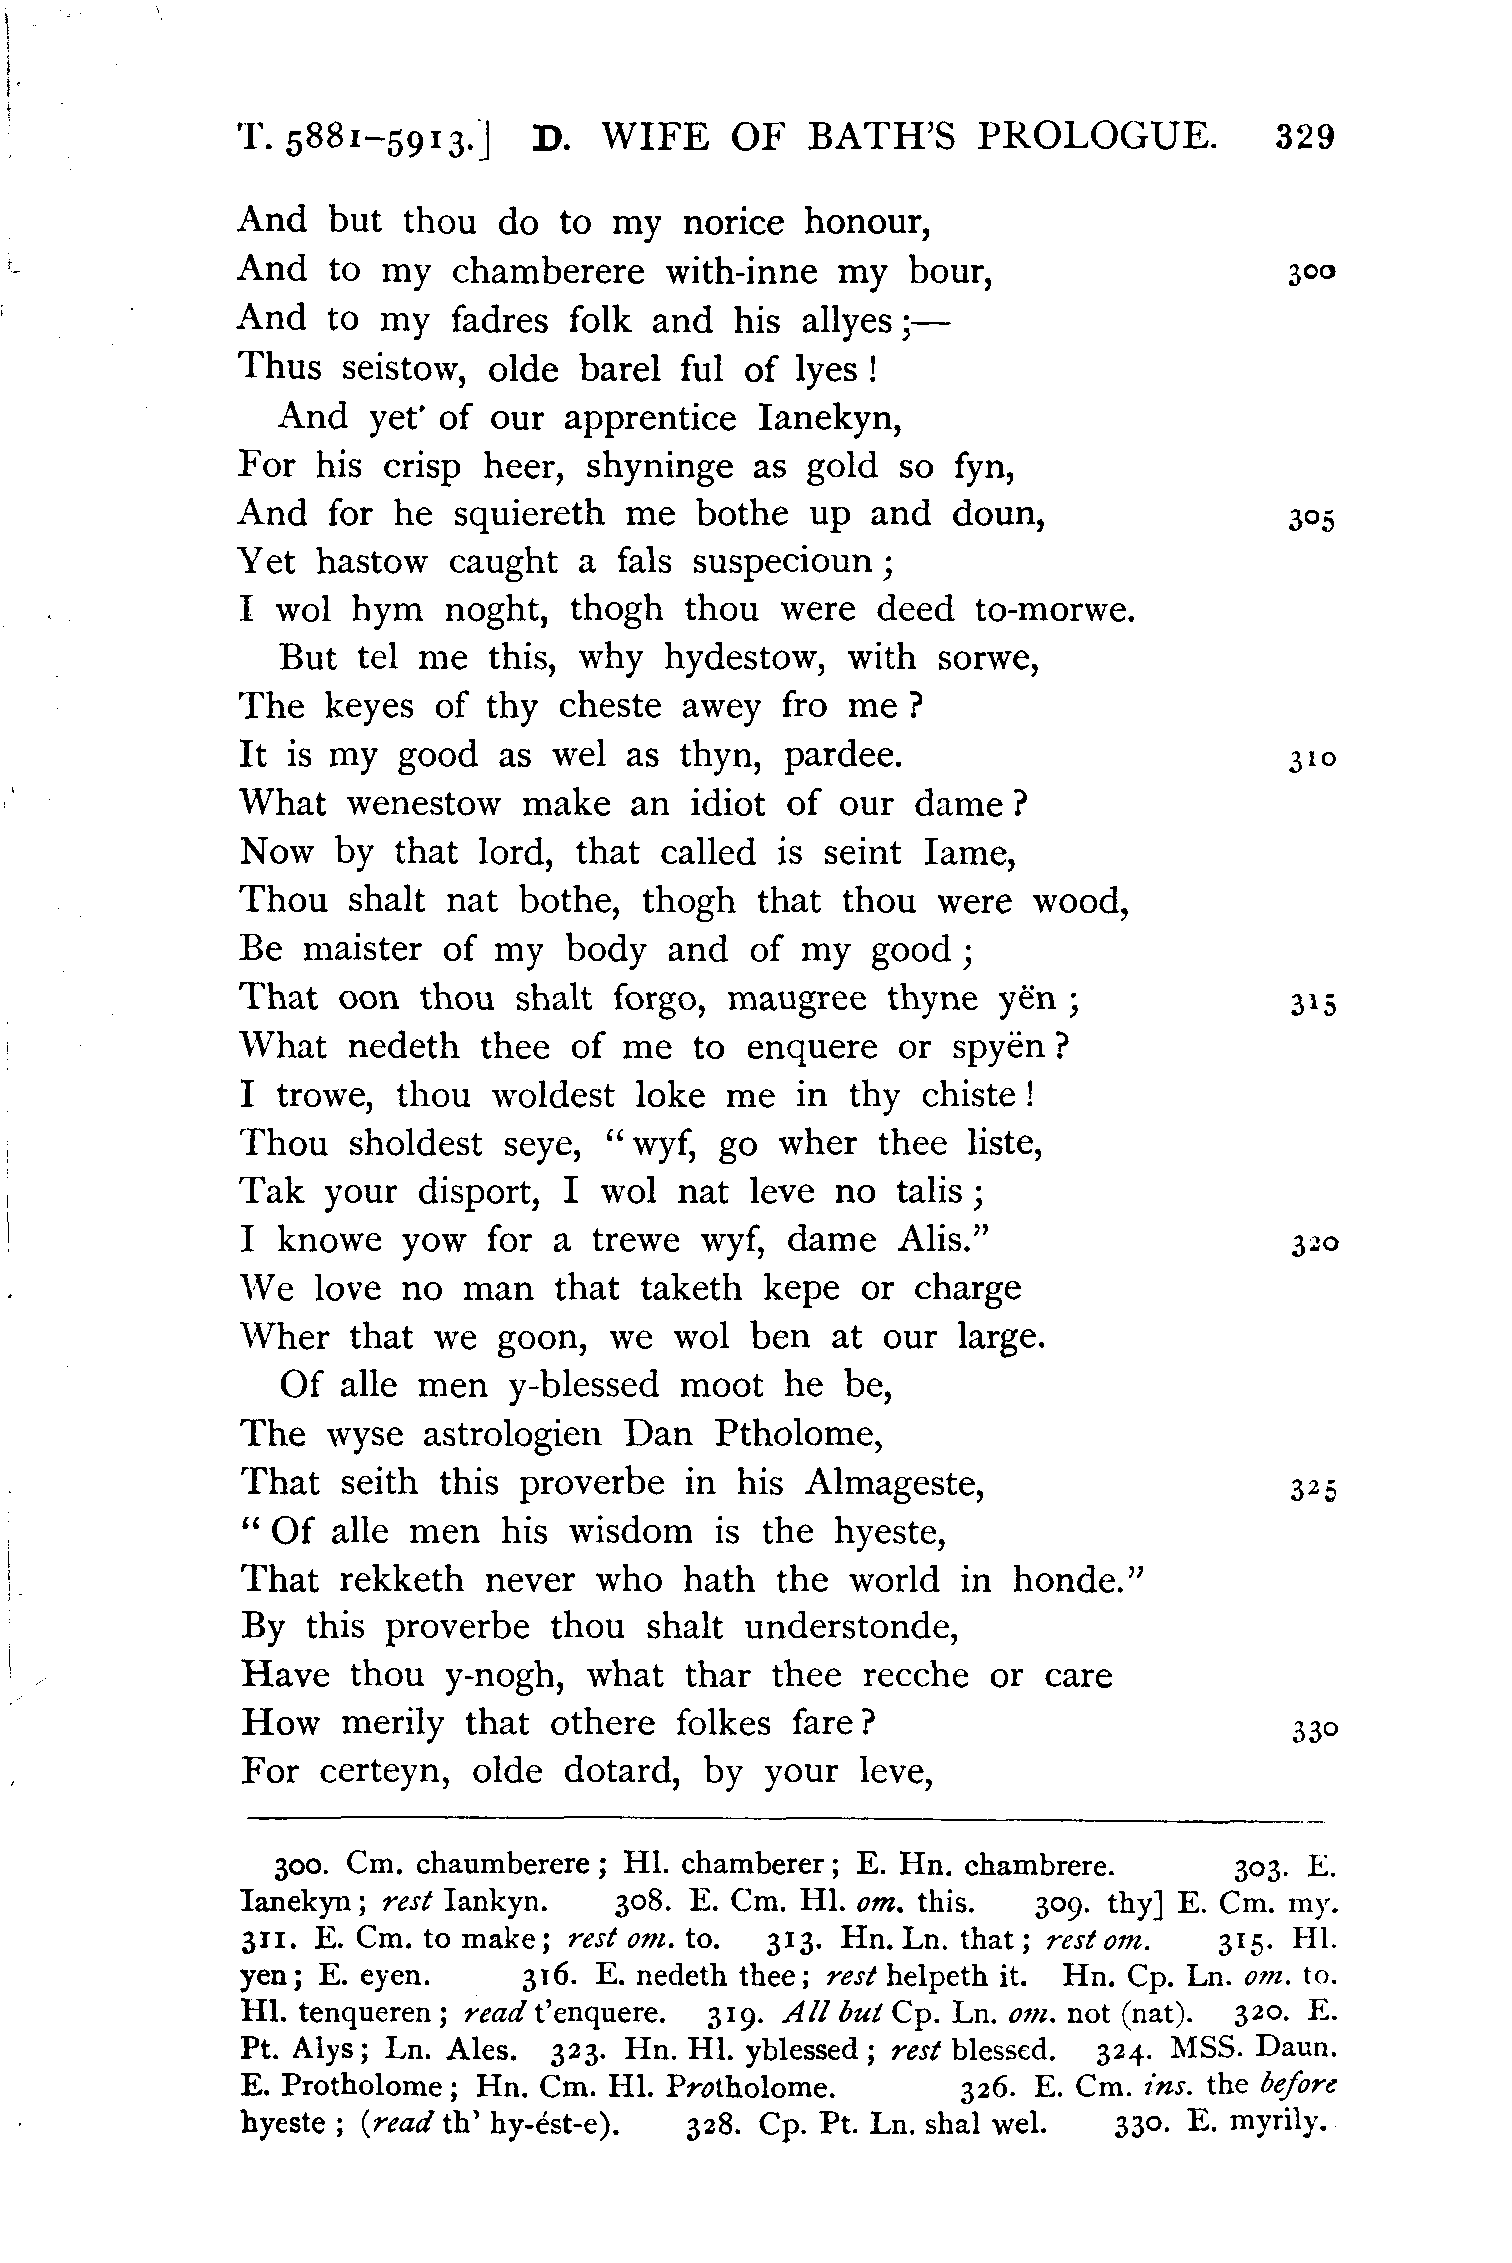 T. 5881–5913.] D. WIFE OF BATH'S PROLOGUE. 329
And but thou do to my norice honour,
And to my chamberere with-inne my bour, 300
And to my fadres folk and his allyes;—
Thus seistow, olde barel ful of lyes!
And yet of our apprentice Ianekyn,
For his crisp heer, shyninge as gold so fyn,
And for he squiereth me bothe up and doun, 305
Yet hastow caught a fals suspecioun;
I wol hym noght, thogh thou were deed to-morwe.
But tel me this, why hydestow, with sorwe,
The keyes of thy cheste awey fro me?
It is my good as wel as thyn, pardee. 310
What wenestow make an idiot of our dame?
Now by that lord, that called is seint Iame,
Thou shalt nat bothe, thogh that thou were wood,
Be maister of my body and of my good;
That oon thou shalt forgo, maugree thyne yën; 315
What nedeth thee of me to enquere or spyën?
I trowe, thou woldest loke me in thy chiste!
Thou sholdest seye, “wyf, go wher thee liste,
Tak your disport, I wol nat leve no talis;
I knowe yow for a trewe wyf, dame Alis.” 320
We love no man that taketh kepe or charge
Wher that we goon, we wol ben at our large.
Of alle men y-blessed moot he be,
The wyse astrologien Dan Ptholome,
That seith this proverbe in his Almageste, 325
“Of alle men his wisdom is the hyeste,
That rekketh never who hath the world in honde.”
By this proverbe thou shalt understonde,
Have thou y-nogh, what thar thee recche or care
How merily that othere folkes fare? 330
For certeyn, olde dotard, by your leve,
300. Cm. chaumberere; Hl. chamberer; E. Hn. chambrere. 303. E.
Ianekyn; rest Iankyn. 308. E. Cm. Hl. om. this. 309. thy] E. Cm. my.
311. E. Cm. to make; rest om. to. 313. Hn. Ln. that; rest om. 315. Hl.
yen; E. eyen. 316. E. nedeth thee; rest helpeth it. Hn. Cp. Ln. om. to.
Hl. tenqueren; read t'enquere. 319. All but Cp. Ln. om. not (nat). 320. E.
Pt. Alys; Ln. Ales. 323. Hn. Hl. yblessed; rest blessed. 324. MSS. Daun.
E. Protholome; Hn. Cm. Hl. Protholome. 326. E. Cm. ins. the before
hyeste; (read th' hy-ést-e). 328. Cp. Pt. Ln. shal wel. 330. E. myrily.